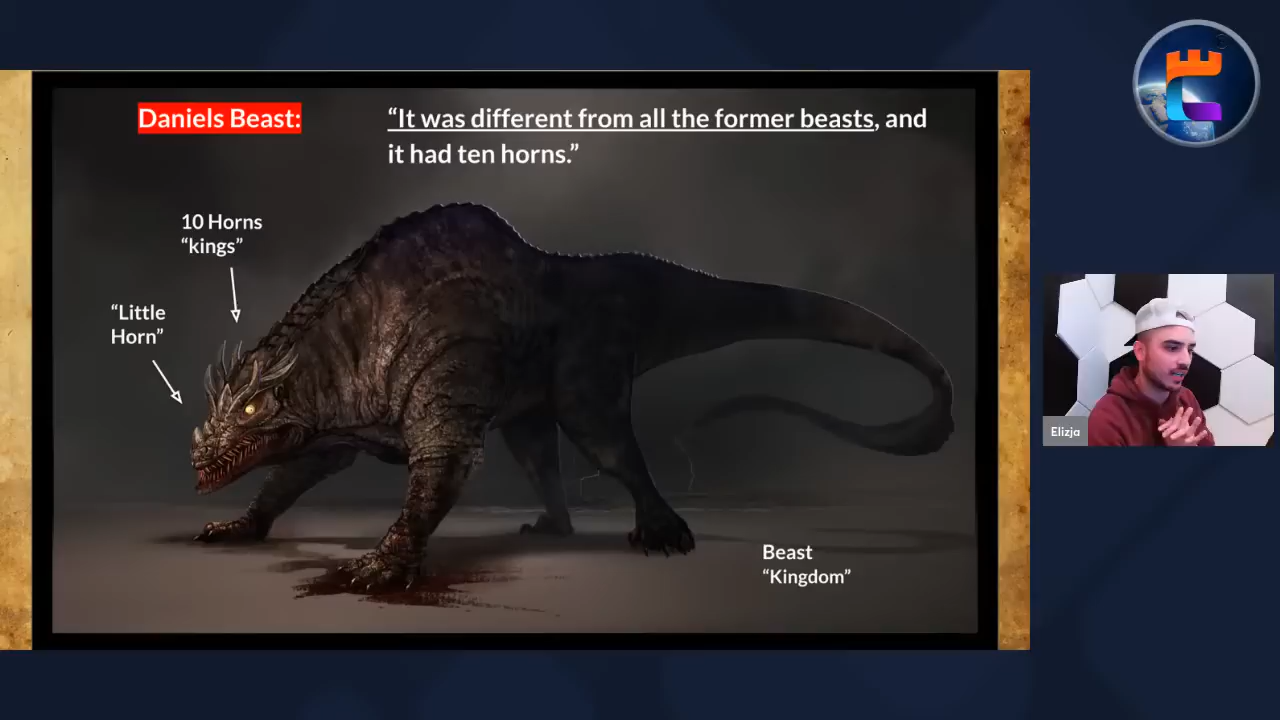 Daniels Beast:
“It was different from all the former beasts, and
it had ten horns.”
10 Horns
“kings”
“Little
Horn”
Beast
“Kingdom”
Elizja